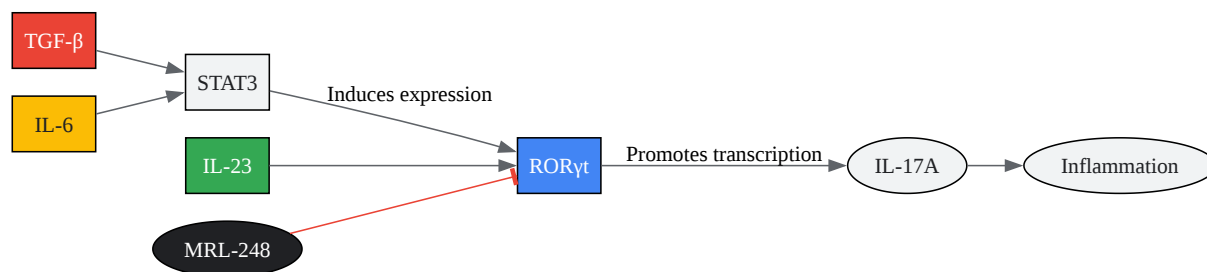 TGF-β
STAT3
IL-6
Induces expression
IL-23
RORγt
Promotes transcription
IL-17A
Inflammation
MRL-248